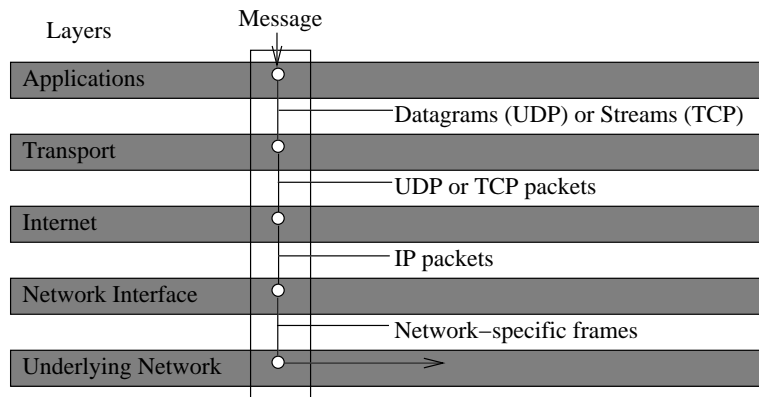 Message
Layers
Applications
Datagrams (UDP) or Streams (TCP)
Transport
UDP or TCP packets
Internet
IP packets
Network Interface
Network−specific frames
Underlying Network